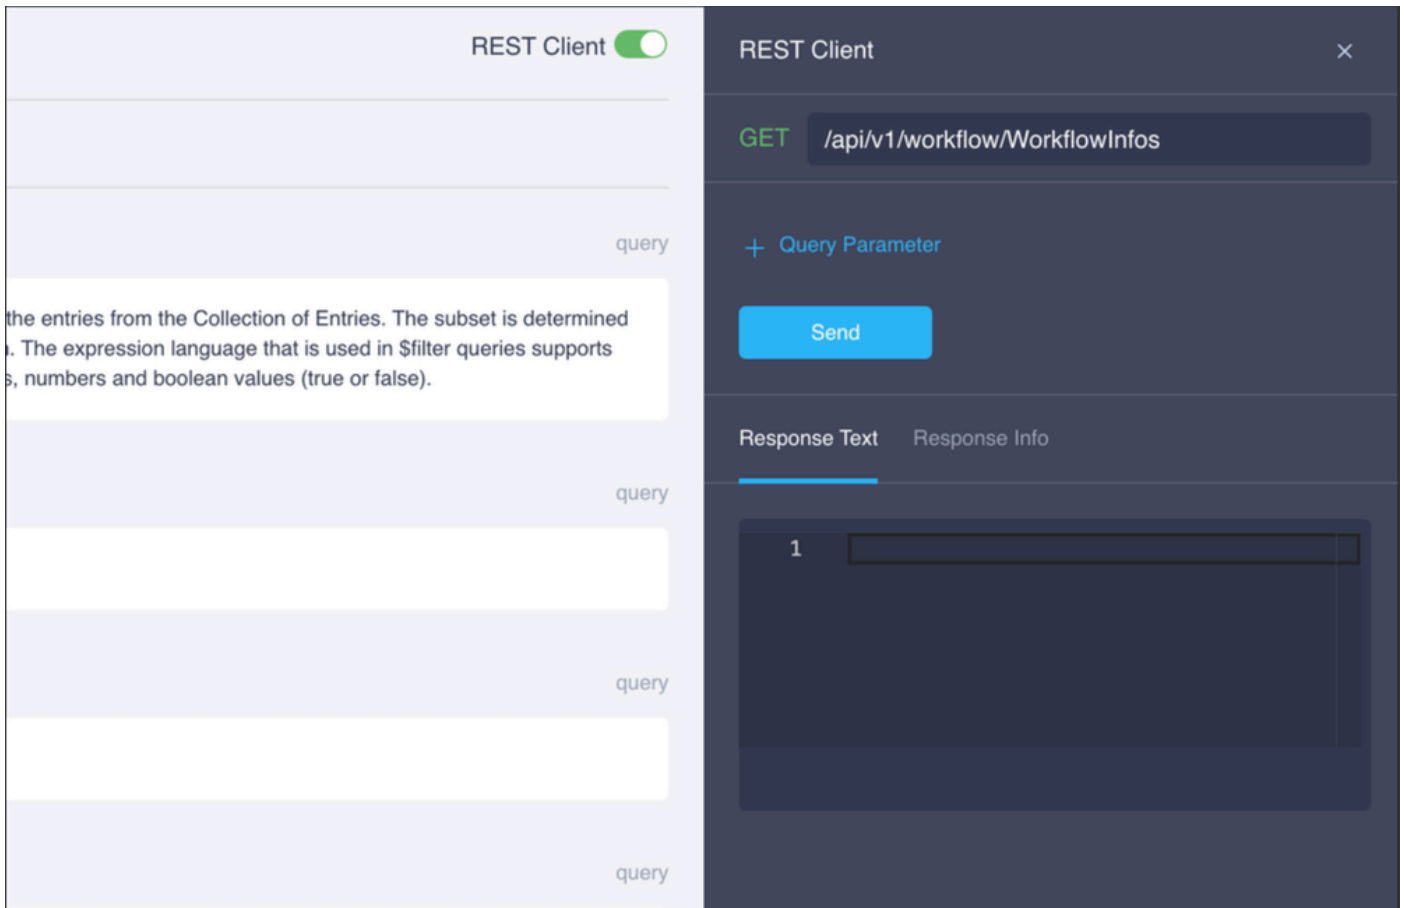 REST Client
query
the entries from the Collection of Entries. The subset is determined
. The expression language that is used in $filter queries supports
s, numbers and boolean values (true or false).
query
query
query
REST Client
GET /api/v1/workflow/WorkflowInfos
+ Query Parameter
Send
Response Text Response Info
1